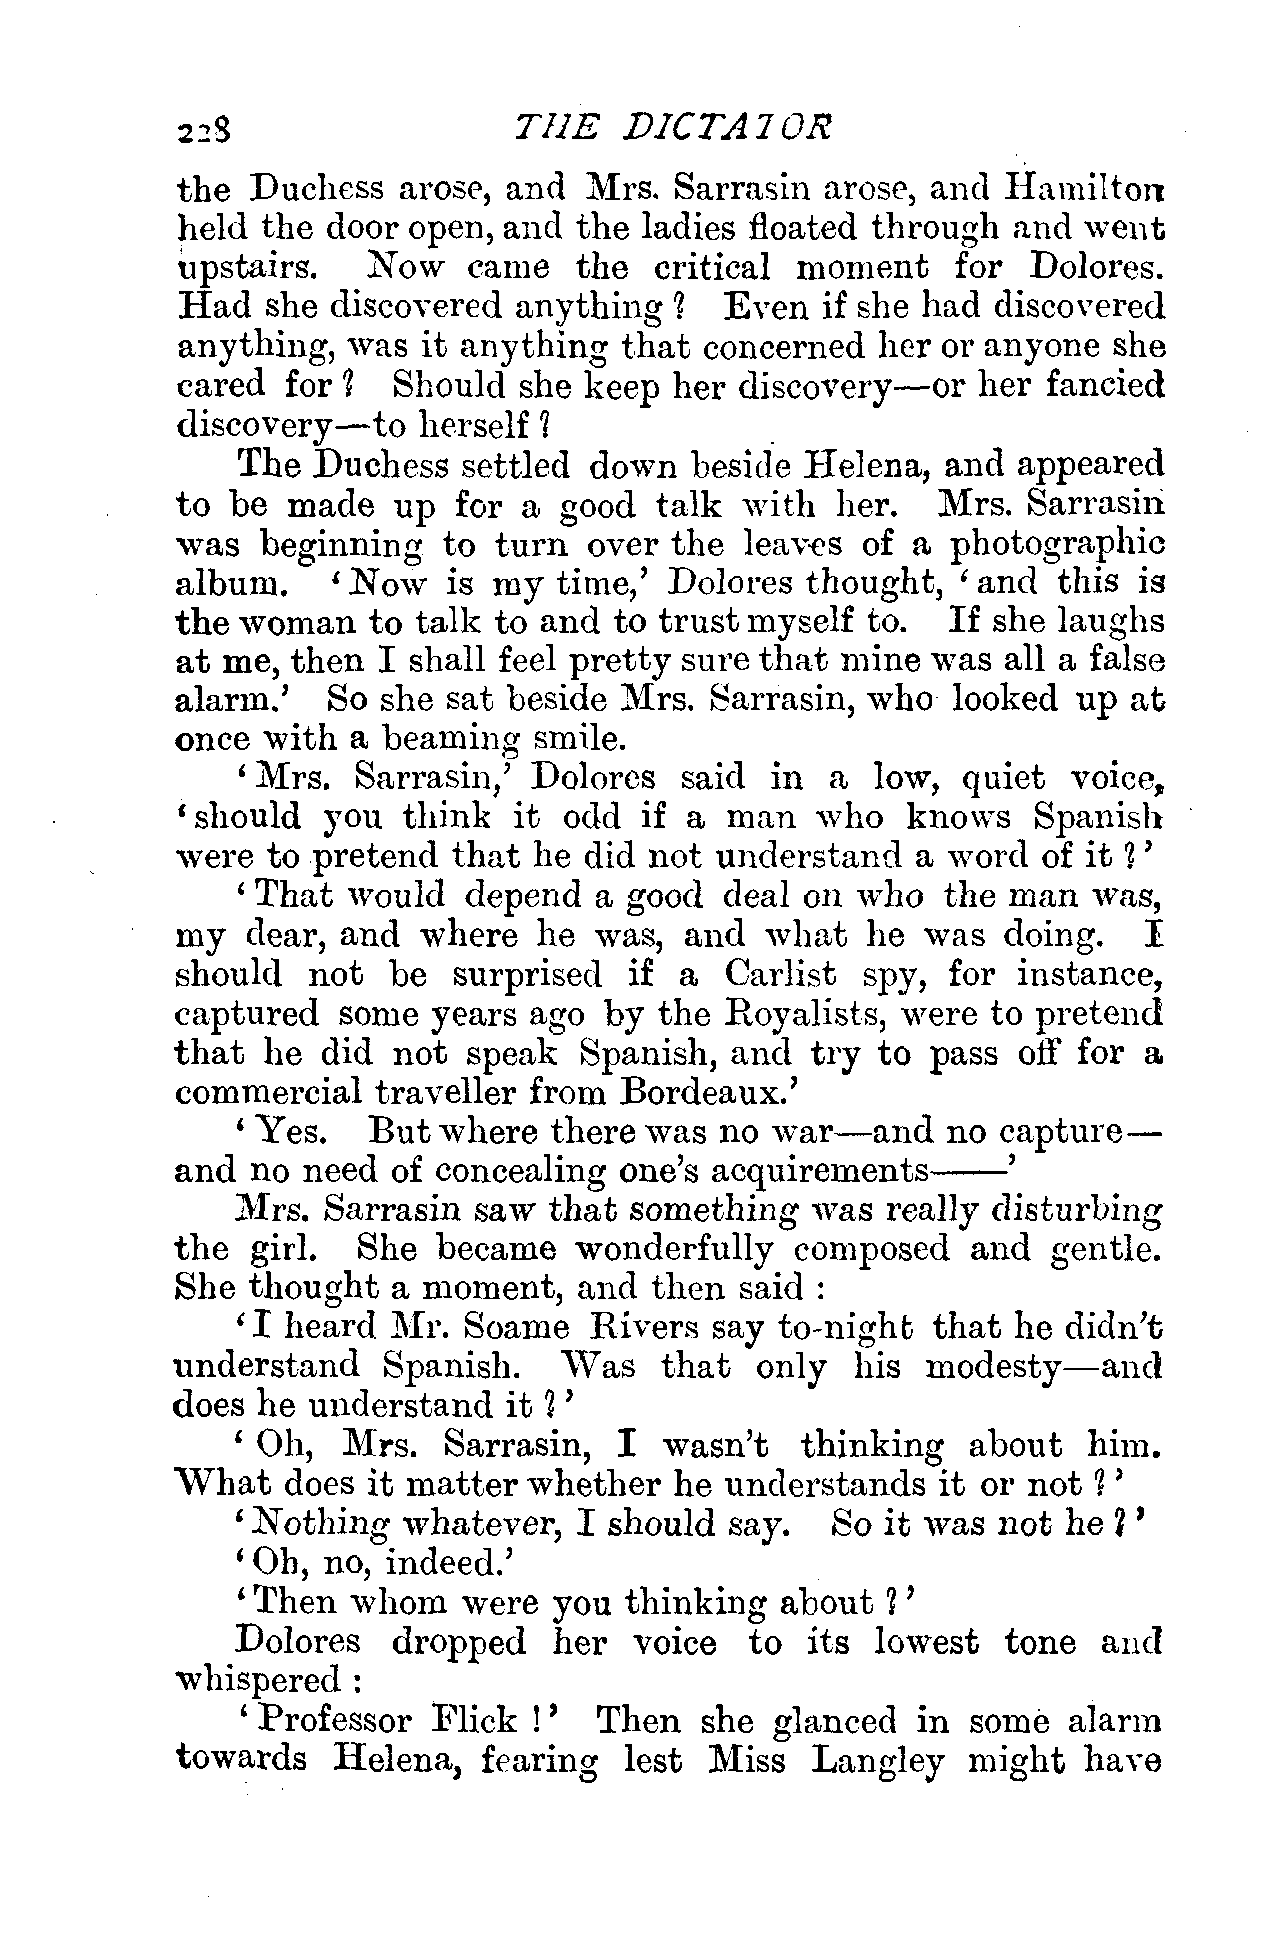 228 THE DICTATOR
the Duchess arose, and Mrs. Sarrasin arose, and Hamilton
held the door open, and the ladies floated through and went
upstairs. Now came the critical moment for Dolores.
Had she discovered anything? Even if she had discovered
anything, was it anything that concerned her or anyone she
cared for? Should she keep her discovery—or her fancied
discovery—to herself?
The Duchess settled down beside Helena, and appeared
to be made up for a good talk with her. Mrs. Sarrasin
was beginning to turn over the leaves of a photographic
album. ‘Now is my time,’ Dolores thought, ‘and this is
the woman to talk to and to trust myself to. If she laughs
at me, then I shall feel pretty sure that mine was all a false
alarm.’ So she sat beside Mrs. Sarrasin, who looked up at
once with a beaming smile.
‘Mrs. Sarrasin,’ Dolores said in a low, quiet voice,
‘should you think it odd if a man who knows Spanish
were to pretend that he did not understand a word of it?’
‘That would depend a good deal on who the man was,
my dear, and where he was, and what he was doing. I
should not be surprised if a Carlist spy, for instance,
captured some years ago by the Royalists, were to pretend
that he did not speak Spanish, and try to pass off for a
commercial traveller from Bordeaux.’
‘Yes. But where there was no war—and no capture—
and no need of concealing one's acquirements——’
Mrs. Sarrasin saw that something was really disturbing
the girl. She became wonderfully composed and gentle.
She thought a moment, and then said:
‘I heard Mr. Soame Rivers say to-night that he didn't
understand Spanish. Was that only his modesty—and
does he understand it?’
‘Oh, Mrs. Sarrasin, I wasn't thinking about him.
What does it matter whether he understands it or not?’
‘Nothing whatever, I should say. So it was not he?’
‘Oh, no, indeed.’
‘Then whom were you thinking about?’
Dolores dropped her voice to its lowest tone and
whispered:
‘Professor Flick!’ Then she glanced in some alarm
towards Helena, fearing lest Miss Langley might have